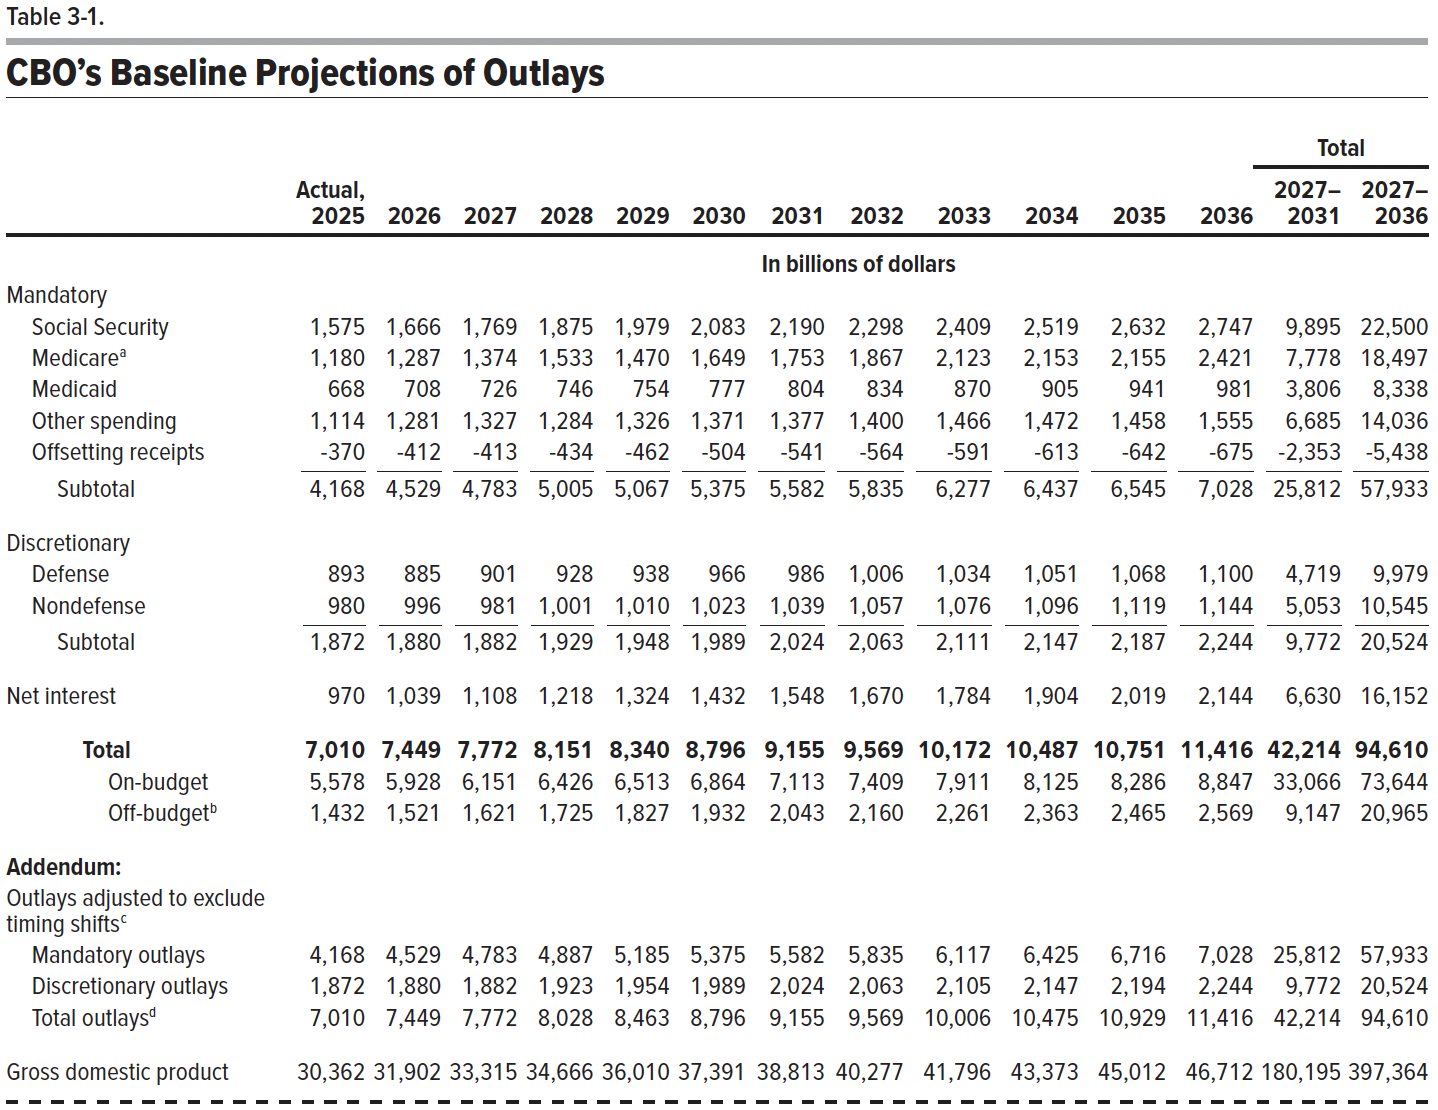 Table 3-1.
CBO’s Baseline Projections of Outlays
Total
Actual, 2027– 2027–
2025 2026 2027 2028 2029 2030 2031 2032 2033 2034 2035 2036 2031 2036
In billions of dollars
Mandatory
Social Security 1,575 1,666 1,769 1,875 1,979 2,083 2,190 2,298 2,409 2,519 2,632 2,747 9,895 22,500
Medicareᵃ 1,180 1,287 1,374 1,533 1,470 1,649 1,753 1,867 2,123 2,153 2,155 2,421 7,778 18,497
Medicaid 668 708 726 746 754 777 804 834 870 905 941 981 3,806 8,338
Other spending 1,114 1,281 1,327 1,284 1,326 1,371 1,377 1,400 1,466 1,472 1,458 1,555 6,685 14,036
Offsetting receipts -370 -412 -413 -434 -462 -504 -541 -564 -591 -613 -642 -675 -2,353 -5,438
Subtotal 4,168 4,529 4,783 5,005 5,067 5,375 5,582 5,835 6,277 6,437 6,545 7,028 25,812 57,933
Discretionary
Defense 893 885 901 928 938 966 986 1,006 1,034 1,051 1,068 1,100 4,719 9,979
Nondefense 980 996 981 1,001 1,010 1,023 1,039 1,057 1,076 1,096 1,119 1,144 5,053 10,545
Subtotal 1,872 1,880 1,882 1,929 1,948 1,989 2,024 2,063 2,111 2,147 2,187 2,244 9,772 20,524
Net interest 970 1,039 1,108 1,218 1,324 1,432 1,548 1,670 1,784 1,904 2,019 2,144 6,630 16,152
Total 7,010 7,449 7,772 8,151 8,340 8,796 9,155 9,569 10,172 10,487 10,751 11,416 42,214 94,610
On-budget 5,578 5,928 6,151 6,426 6,513 6,864 7,113 7,409 7,911 8,125 8,286 8,847 33,066 73,644
Off-budgetᵇ 1,432 1,521 1,621 1,725 1,827 1,932 2,043 2,160 2,261 2,363 2,465 2,569 9,147 20,965
Addendum:
Outlays adjusted to exclude
timing shiftsᶜ
Mandatory outlays 4,168 4,529 4,783 4,887 5,185 5,375 5,582 5,835 6,117 6,425 6,716 7,028 25,812 57,933
Discretionary outlays 1,872 1,880 1,882 1,923 1,954 1,989 2,024 2,063 2,105 2,147 2,194 2,244 9,772 20,524
Total outlaysᵈ 7,010 7,449 7,772 8,028 8,463 8,796 9,155 9,569 10,006 10,475 10,929 11,416 42,214 94,610
Gross domestic product 30,362 31,902 33,315 34,666 36,010 37,391 38,813 40,277 41,796 43,373 45,012 46,712 180,195 397,364